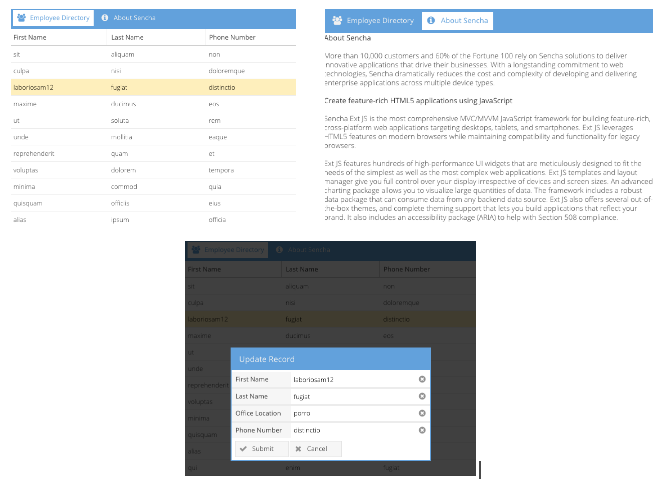 Employee Directory About Sencha
First Name Last Name Phone Number
sit aliquam non
culpa nisi doloremque
laboriosam12 fugiat distinctio
maxime ducimus eos
ut soluta rem
unde mollitia eaque
reprehenderit quam et
voluptas dolorem tempora
minima commodi quia
quisquam officiis eius
alias ipsum officia
Employee Directory About Sencha
About Sencha
More than 10,000 customers and 60% of the Fortune 100 rely on Sencha solutions to deliver
innovative applications that drive their businesses. With a longstanding commitment to web
technologies, Sencha dramatically reduces the cost and complexity of developing and delivering
enterprise applications across multiple device types.
Create feature-rich HTML5 applications using JavaScript
Sencha Ext JS is the most comprehensive MVC/MVVM JavaScript framework for building feature-rich,
cross-platform web applications targeting desktops, tablets, and smartphones. Ext JS leverages
HTML5 features on modern browsers while maintaining compatibility and functionality for legacy
browsers.
Ext JS features hundreds of high-performance UI widgets that are meticulously designed to fit the
needs of the simplest as well as the most complex web applications. Ext JS templates and layout
manager give you full control over your display irrespective of devices and screen sizes. An advanced
charting package allows you to visualize large quantities of data. The framework includes a robust
data package that can consume data from any backend data source. Ext JS also offers several out-of-
the-box themes, and complete theming support that lets you build applications that reflect your
brand. It also includes an accessibility package (ARIA) to help with Section 508 compliance.
Employee Directory About Sencha
First Name Last Name Phone Number
sit aliquam non
culpa nisi doloremque
laboriosam12 fugiat distinctio
maxime ducimus eos
ut
unde
reprehenderit
voluptas
minima
quisquam
alias
qui enim fugiat
Update Record
First Name laboriosam12
Last Name fugiat
Office Location porro
Phone Number distinctio
Submit Cancel